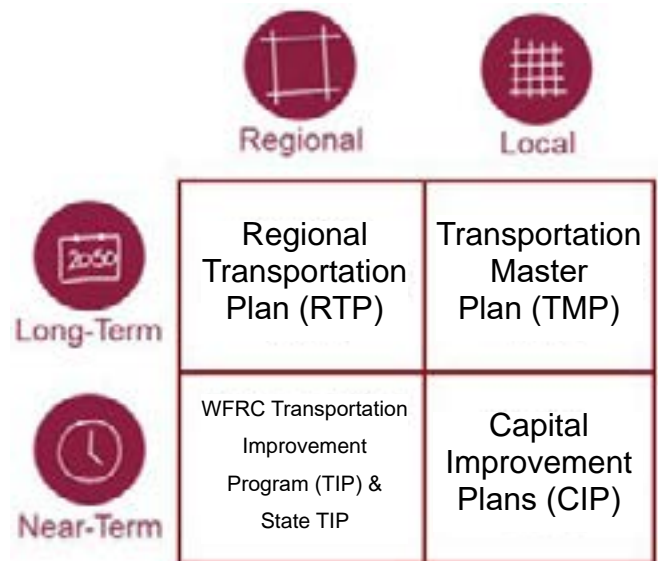 Regional
Local
2050
Long-Term
Regional
Transportation
Plan (RTP)
Transportation
Master
Plan (TMP)
Near-Term
WFRC Transportation
Improvement
Program (TIP) &
State TIP
Capital
Improvement
Plans (CIP)